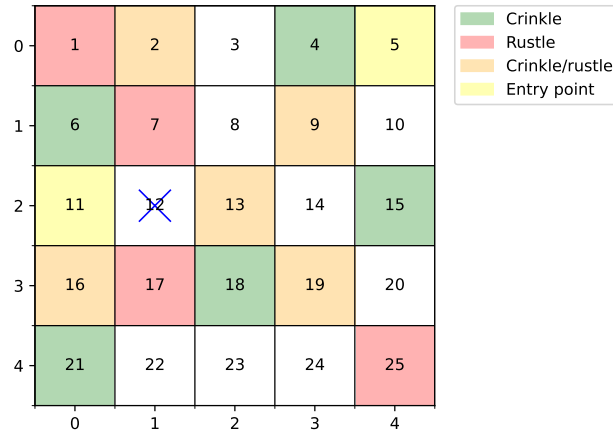 Crinkle
Rustle
Crinkle/rustle
Entry point
0 1 2 3 4 5
1 6 7 8 9 10
2 11 12 13 14 15
3 16 17 18 19 20
4 21 22 23 24 25
0 1 2 3 4